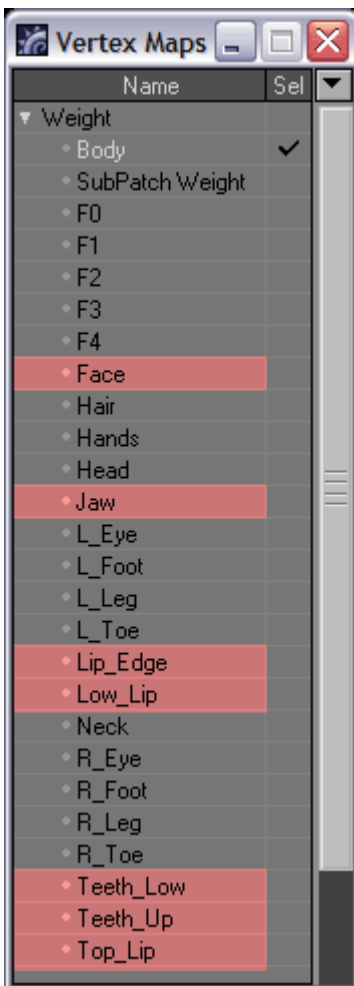 Vertex Maps
Name Sel
Weight
Body
SubPatch Weight
F0
F1
F2
F3
F4
Face
Hair
Hands
Head
Jaw
L_Eye
L_Foot
L_Leg
L_Toe
Lip_Edge
Low_Lip
Neck
R_Eye
R_Foot
R_Leg
R_Toe
Teeth_Low
Teeth_Up
Top_Lip